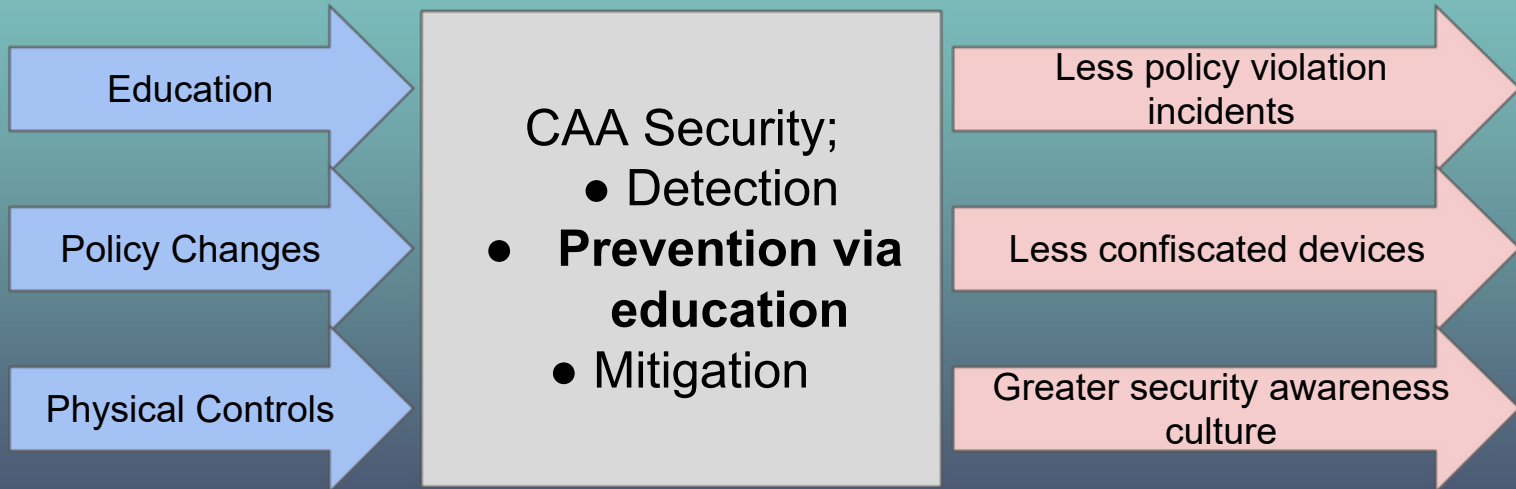 Education
Policy Changes
Physical Controls
CAA Security;
● Detection
● Prevention via
education
● Mitigation
Less policy violation
incidents
Less confiscated devices
Greater security awareness
culture